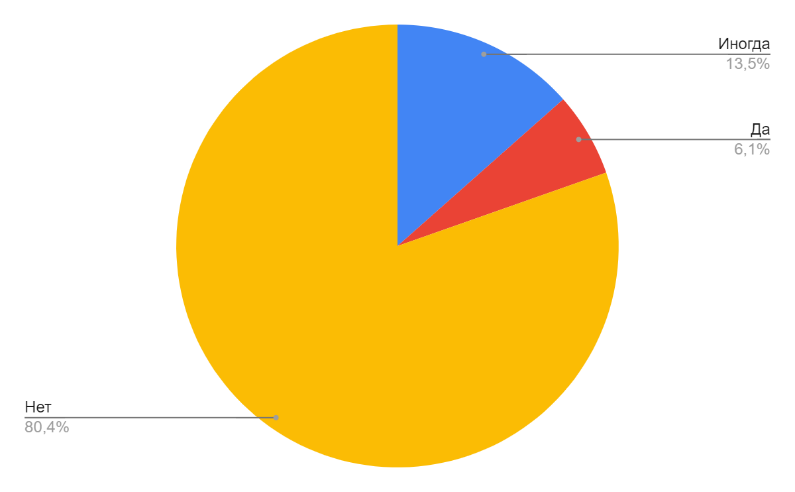 Иногда
13,5%
Да
6,1%
Нет
80,4%